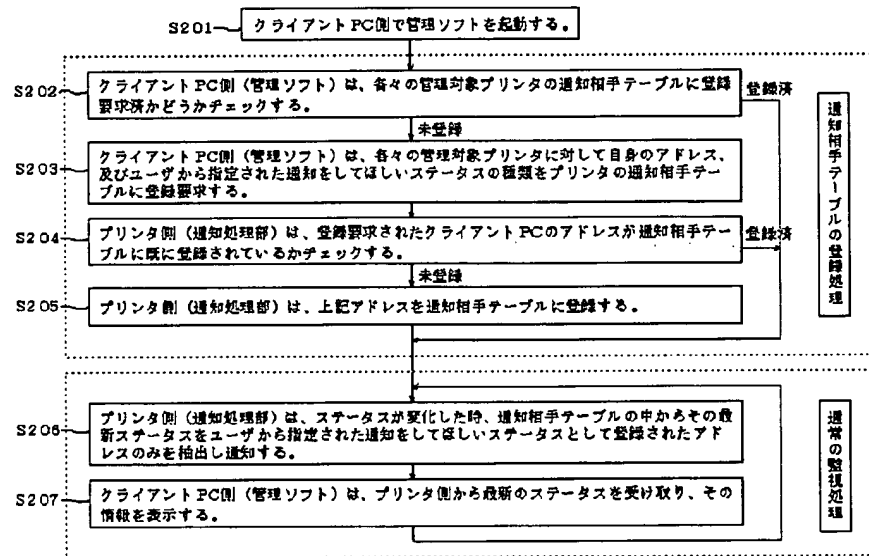 S201 クライアントPC側で管理ソフトを起動する。
S202 クライアントPC側(管理ソフト)は、各々の管理対象プリンタの通知相手テーブルに登録
要求済かどうかチェックする。
登録済
未登録
S203 クライアントPC側(管理ソフト)は、各々の管理対象プリンタに対して自身のアドレス、
及びユーザから指定された通知をしてほしいステータスの種類をプリンタの通知相手テー
ブルに登録要求する。
S204 プリンタ側(通知処理部)は、登録要求されたクライアントPCのアドレスが通知相手テー
ブルに既に登録されているかチェックする。
登録済
未登録
S205 プリンタ側(通知処理部)は、上記アドレスを通知相手テーブルに登録する。
通知相手テーブルの登録処理
S206 プリンタ側(通知処理部)は、ステータスが変化した時、通知相手テーブルの中からその最
新ステータスをユーザから指定された通知をしてほしいステータスとして登録されたアド
レスのみを抽出し通知する。
S207 クライアントPC側(管理ソフト)は、プリンタ側から最新のステータスを受け取り、その
情報を表示する。
通常の監視処理